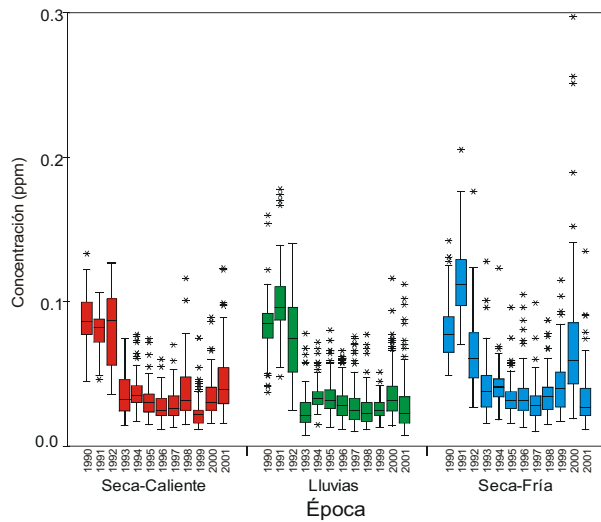 0.3
0.2
0.1
0.0
Concentración (ppm)
1990 1991 1992 1993 1994 1995 1996 1997 1998 1999 2000 2001
1990 1991 1992 1993 1994 1995 1996 1997 1998 1999 2000 2001
1990 1991 1992 1993 1994 1995 1996 1997 1998 1999 2000 2001
Seca-Caliente Lluvias Seca-Fría
Época